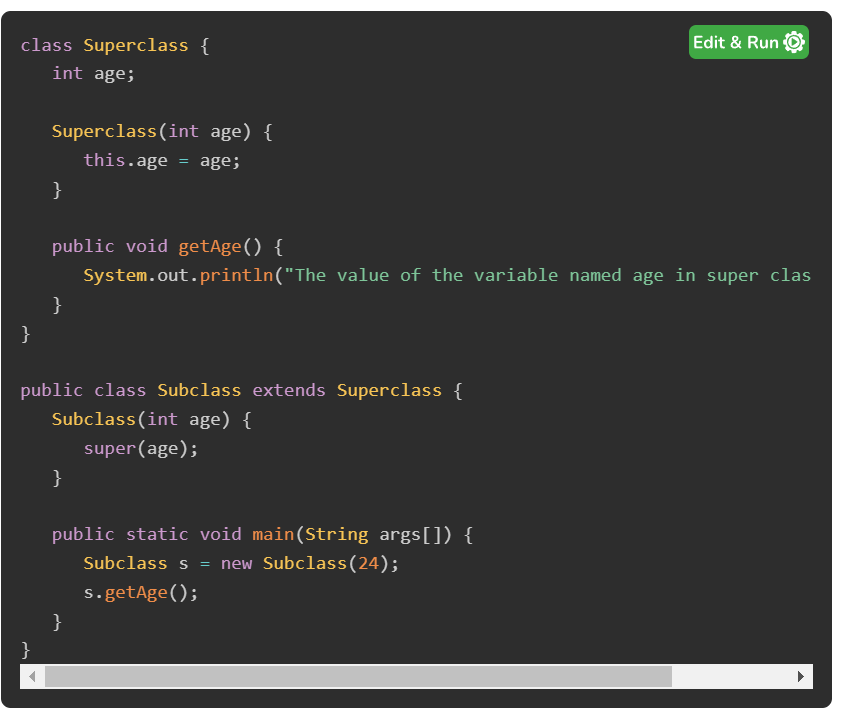 Edit & Run
class Superclass {
   int age;

   Superclass(int age) {
      this.age = age;
   }

   public void getAge() {
      System.out.println("The value of the variable named age in super clas
   }
}

public class Subclass extends Superclass {
   Subclass(int age) {
      super(age);
   }

   public static void main(String args[]) {
      Subclass s = new Subclass(24);
      s.getAge();
   }
}